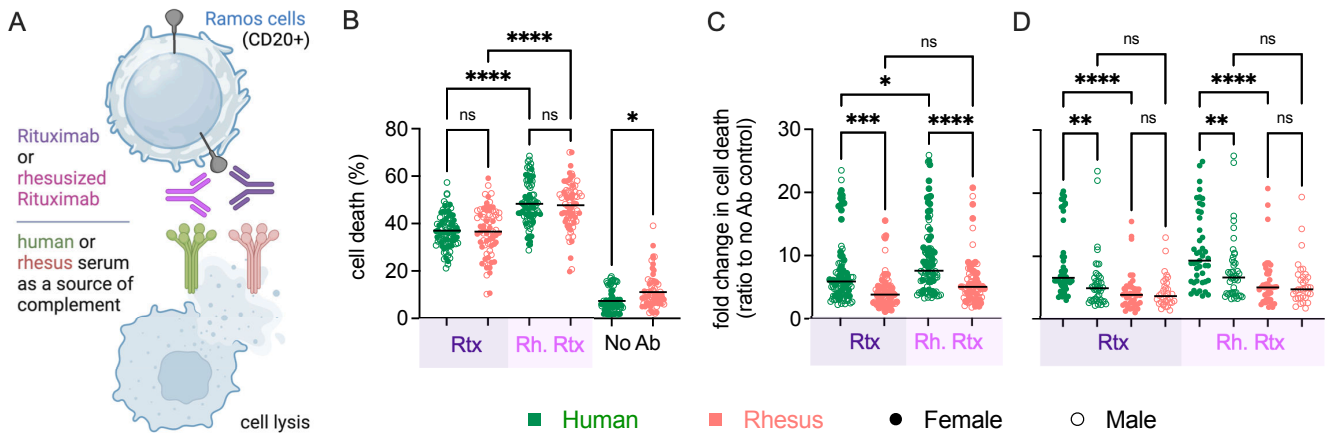 A
Ramos cells
(CD20+)
Rituximab
or
rhesusized
Rituximab
human or
rhesus serum
as a source of
complement
cell lysis
B
****
****
ns
ns
*
cell death (%)
80
60
40
20
0
Rtx
Rh. Rtx
No Ab
C
ns
*
***
****
fold change in cell death
(ratio to no Ab control)
30
20
10
0
Rtx
Rh. Rtx
D
ns
ns
****
****
**
ns
**
ns
Rtx
Rh. Rtx
Human
Rhesus
Female
Male